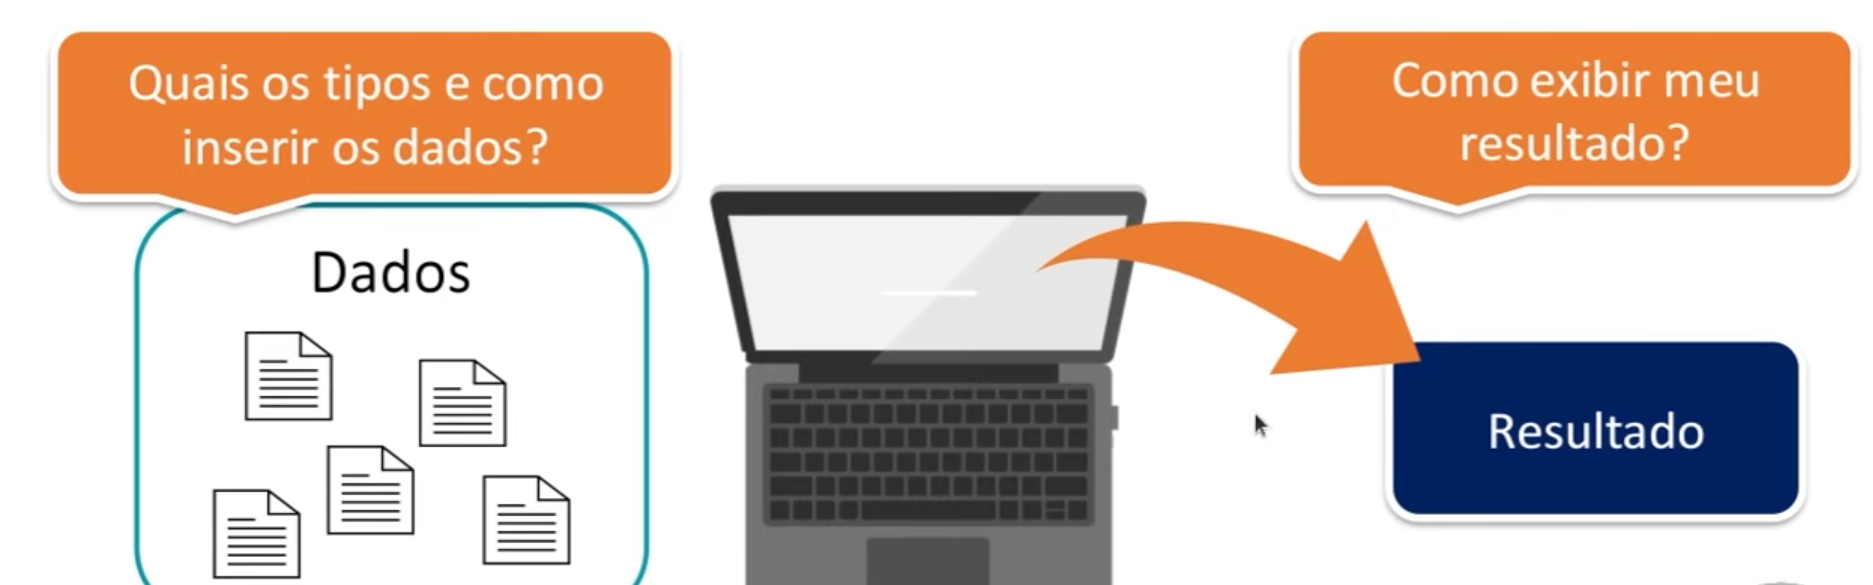 Quais os tipos e como
inserir os dados?
Como exibir meu
resultado?
Dados
Resultado